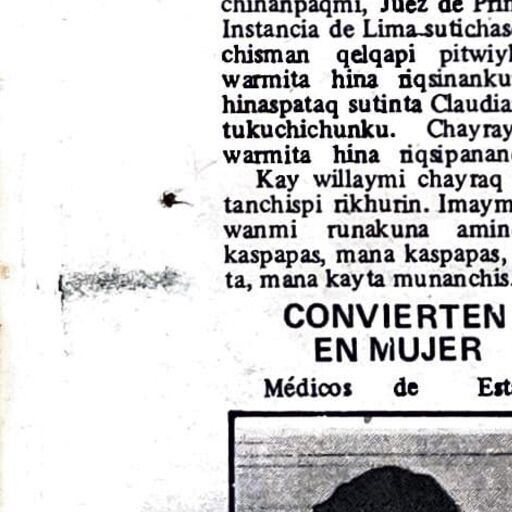 chinanpaqmi, Juez de Prim
Instancia de Lima sutichas
chisman qelqapi pitwiy
warmita hina riqsinanku
hinaspataq sutinta Claudia
tukuchichunku. Chayray
warmita hina riqsipanan
Kay willaymi chayraq
tanchispi rikhurin. Imaym
wanmi runakuna amin
kaspapas, mana kaspapas,
ta, mana kayta munanchis.
CONVIERTEN
EN MUJER
Médicos de Est